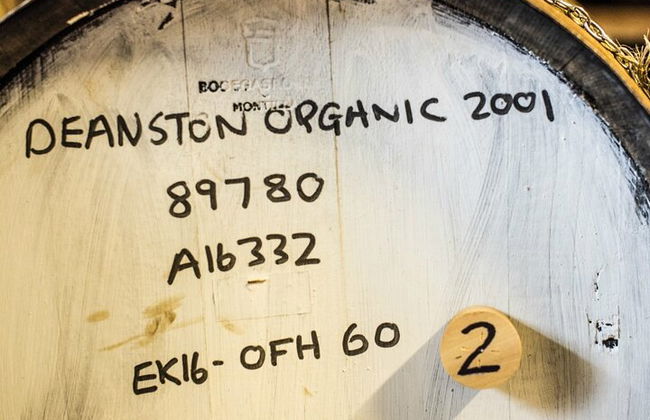 DEANSTON ORGANIC 2001
89780
A16332
EK16-OFH 60
2